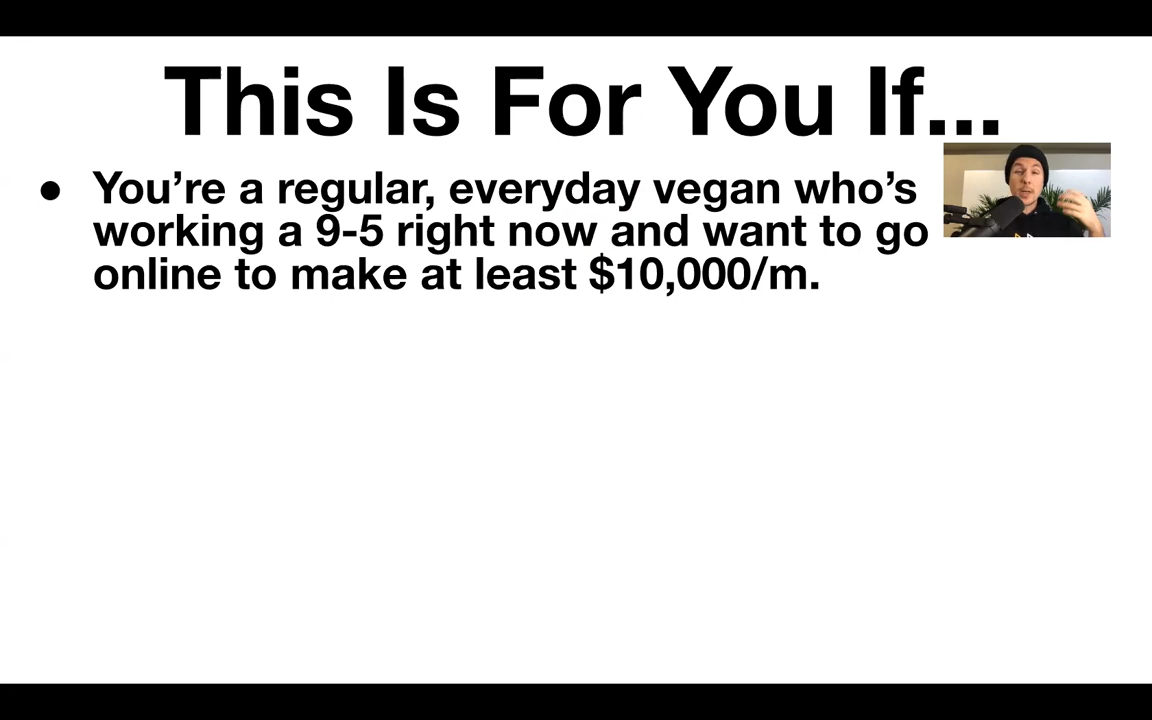 This Is For You If...
● You’re a regular, everyday vegan who’s
working a 9-5 right now and want to go
online to make at least $10,000/m.